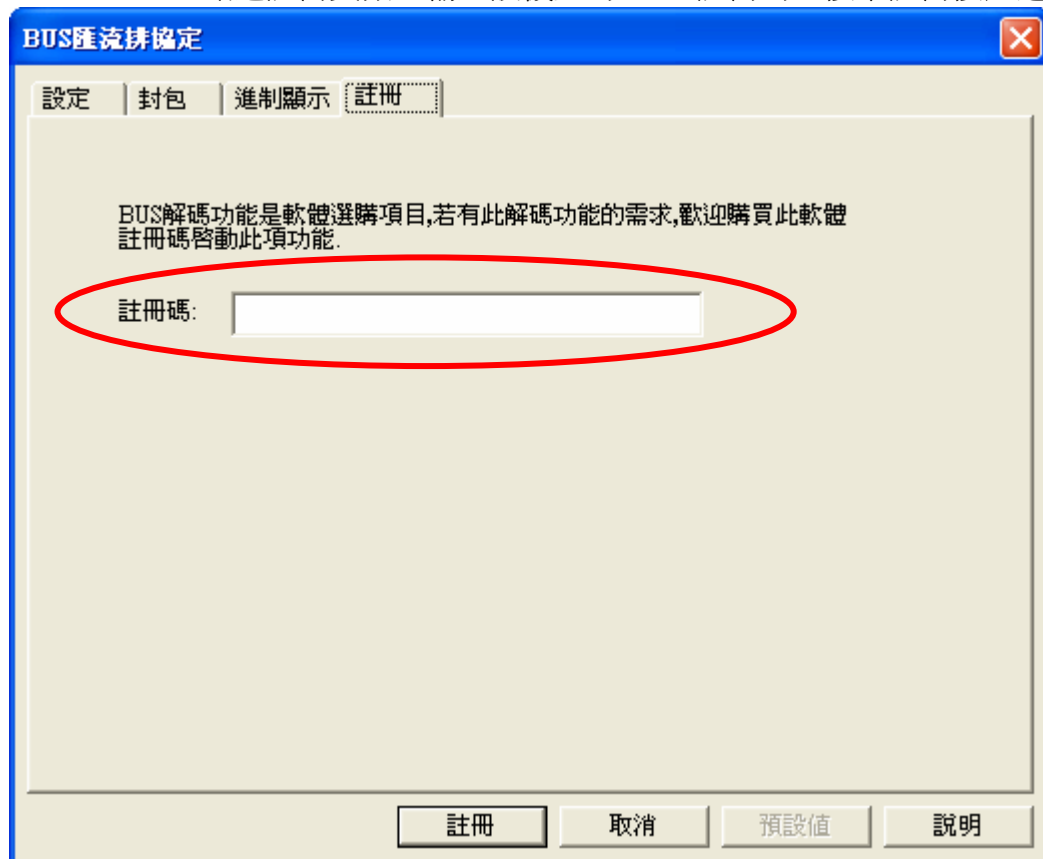 BUS匯流排協定
設定 封包 進制顯示 註冊
BUS解碼功能是軟體選購項目,若有此解碼功能的需求,歡迎購買此軟體
註冊碼啓動此項功能.
註冊碼:
註冊 取消 預設值 說明